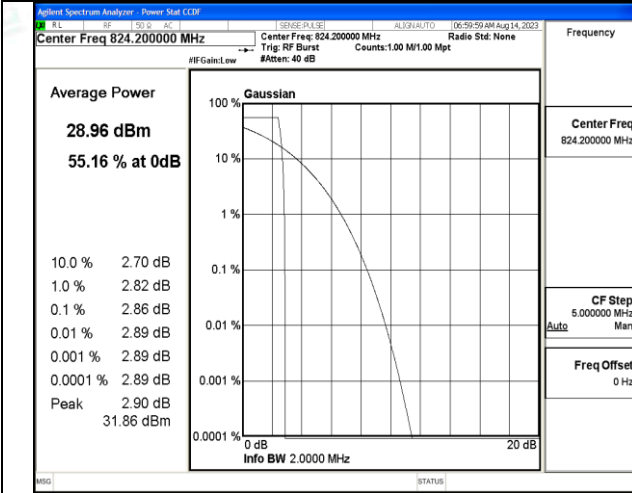 Agilent Spectrum Analyzer - Power Stat CCDF
RL RF 50 Ω AC SENSE:PULSE ALIGNAUTO 06:59:59 AM Aug 14, 2023
Center Freq 824.200000 MHz
Center Freq: 824.200000 MHz Radio Std: None
Trig: RF Burst Counts:1.00 M/1.00 Mpt
#IFGain:Low #Atten: 40 dB
Frequency
Average Power
28.96 dBm
55.16 % at 0dB
10.0 % 2.70 dB
1.0 % 2.82 dB
0.1 % 2.86 dB
0.01 % 2.89 dB
0.001 % 2.89 dB
0.0001 % 2.89 dB
Peak 2.90 dB
31.86 dBm
Gaussian
100 %
10 %
1 %
0.1 %
0.01 %
0.001 %
0.0001 %
0 dB 20 dB
Info BW 2.0000 MHz
Center Freq
824.200000 MHz
CF Step
5.000000 MHz
Auto Man
Freq Offset
0 Hz
MSG STATUS